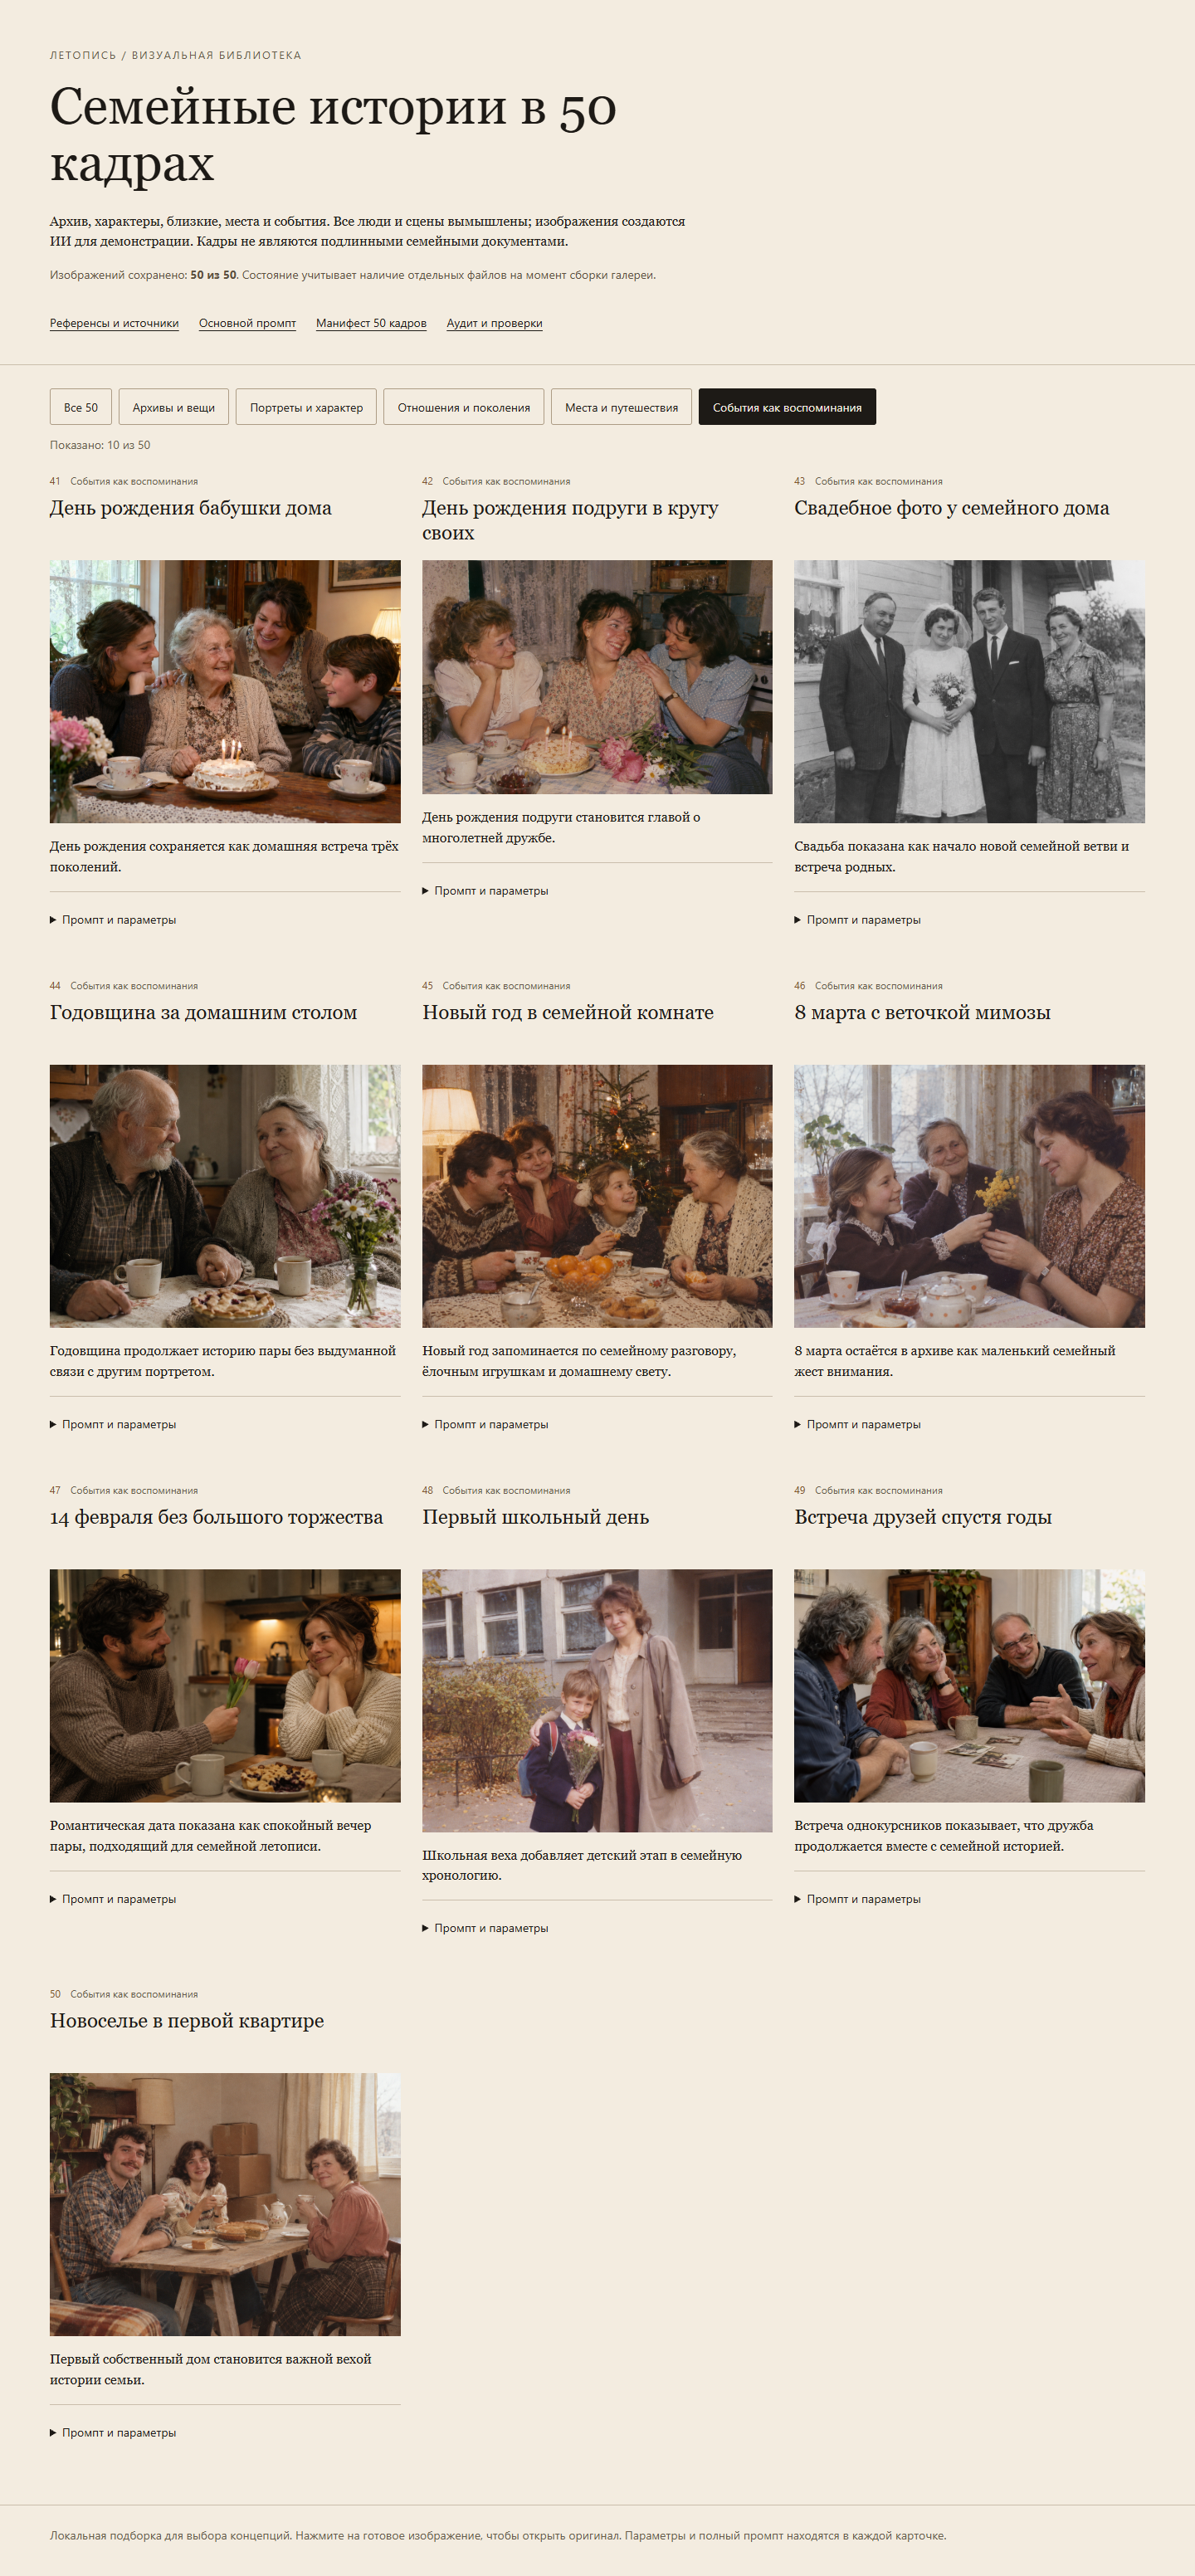 ЛЕТОПИСЬ / ВИЗУАЛЬНАЯ БИБЛИОТЕКА
Семейные истории в 50
кадрах
Архив, характеры, близкие, места и события. Все люди и сцены вымышлены; изображения создаются
ИИ для демонстрации. Кадры не являются подлинными семейными документами.
Изображений сохранено: 50 из 50. Состояние учитывает наличие отдельных файлов на момент сборки галереи.
Референсы и источники Основной промпт Манифест 50 кадров Аудит и проверки
Все 50 Архивы и вещи Портреты и характер Отношения и поколения Места и путешествия События как воспоминания
Показано: 10 из 50
41 События как воспоминания
День рождения бабушки дома
День рождения сохраняется как домашняя встреча трёх
поколений.
▶ Промпт и параметры
42 События как воспоминания
День рождения подруги в кругу
своих
День рождения подруги становится главой о
многолетней дружбе.
▶ Промпт и параметры
43 События как воспоминания
Свадебное фото у семейного дома
Свадьба показана как начало новой семейной ветви и
встреча родных.
▶ Промпт и параметры
44 События как воспоминания
Годовщина за домашним столом
Годовщина продолжает историю пары без выдуманной
связи с другим портретом.
▶ Промпт и параметры
45 События как воспоминания
Новый год в семейной комнате
Новый год запоминается по семейному разговору,
ёлочным игрушкам и домашнему свету.
▶ Промпт и параметры
46 События как воспоминания
8 марта с веточкой мимозы
8 марта остаётся в архиве как маленький семейный
жест внимания.
▶ Промпт и параметры
47 События как воспоминания
14 февраля без большого торжества
Романтическая дата показана как спокойный вечер
пары, подходящий для семейной летописи.
▶ Промпт и параметры
48 События как воспоминания
Первый школьный день
Школьная веха добавляет детский этап в семейную
хронологию.
▶ Промпт и параметры
49 События как воспоминания
Встреча друзей спустя годы
Встреча однокурсников показывает, что дружба
продолжается вместе с семейной историей.
▶ Промпт и параметры
50 События как воспоминания
Новоселье в первой квартире
Первый собственный дом становится важной вехой
истории семьи.
▶ Промпт и параметры
Локальная подборка для выбора концепций. Нажмите на готовое изображение, чтобы открыть оригинал. Параметры и полный промпт находятся в каждой карточке.